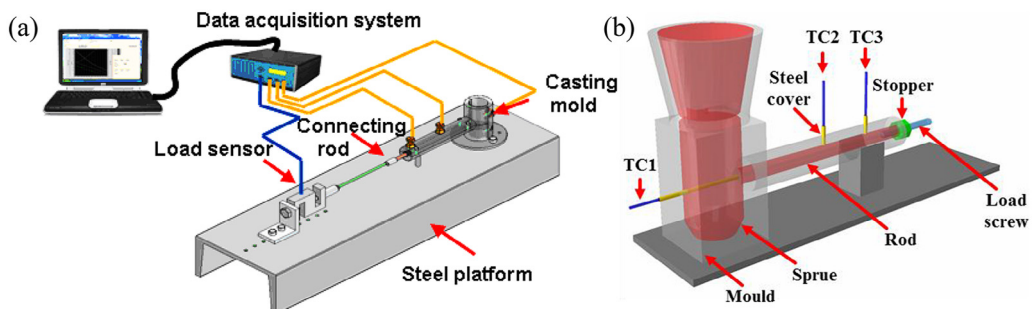 (a)
Data acquisition system
Casting
mold
Connecting
rod
Load sensor
Steel platform
(b)
TC2
TC3
Steel
cover
Stopper
TC1
Load
screw
Rod
Sprue
Mould